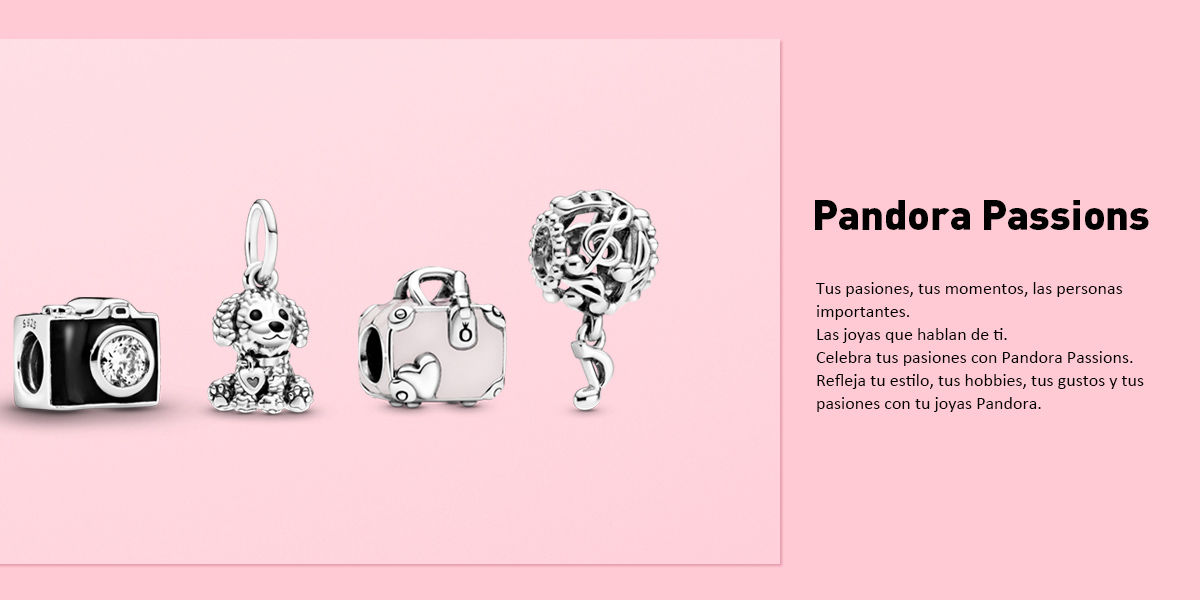 S925
Pandora Passions
Tus pasiones, tus momentos, las personas
importantes.
Las joyas que hablan de ti.
Celebra tus pasiones con Pandora Passions.
Refleja tu estilo, tus hobbies, tus gustos y tus
pasiones con tu joyas Pandora.